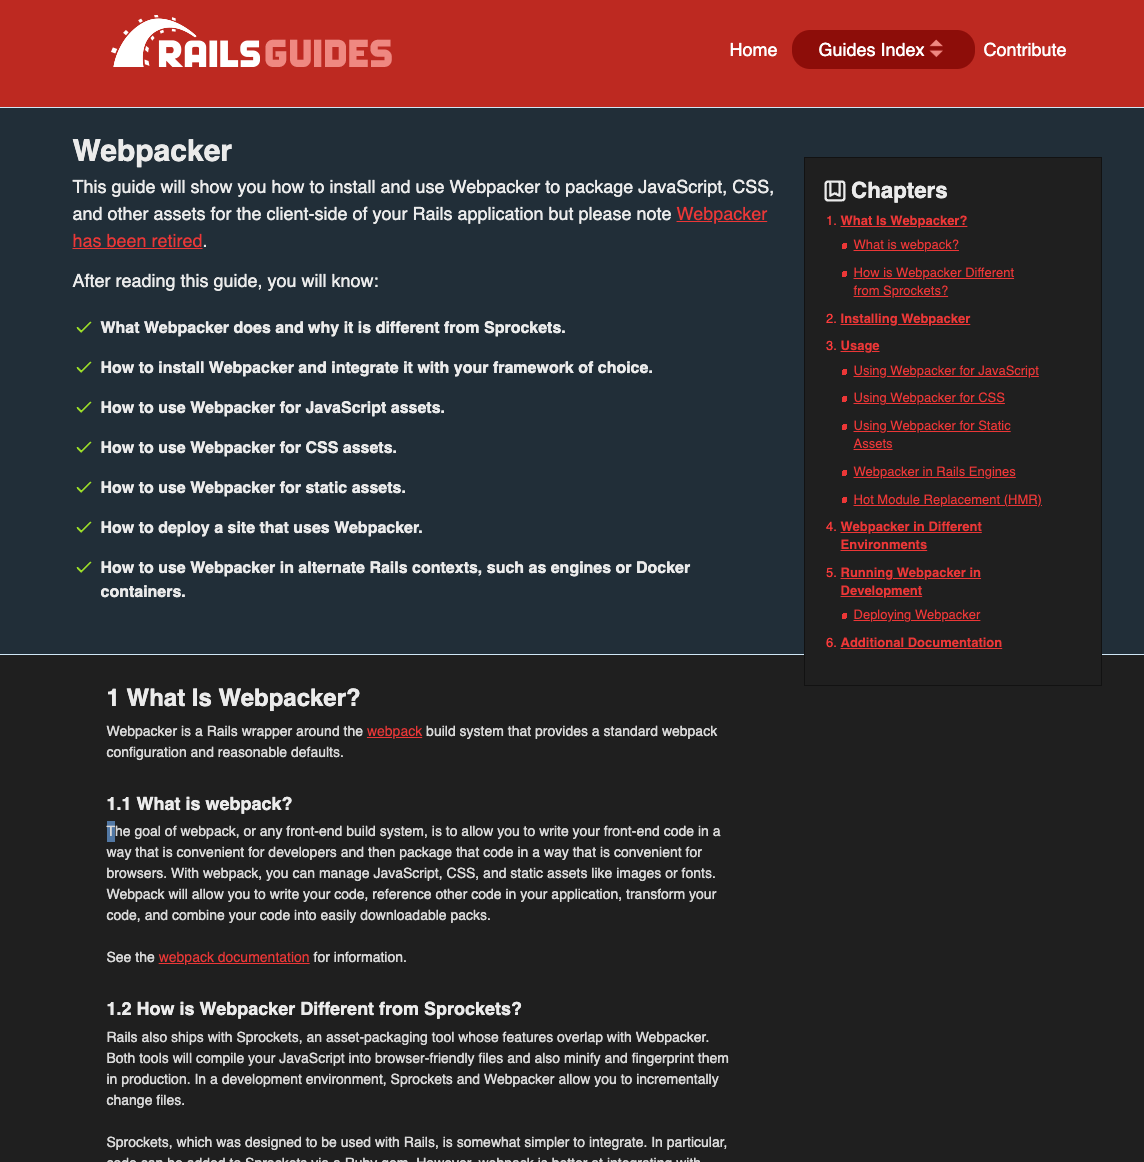 RAILS GUIDES
Home
Guides Index
Contribute
Webpacker
This guide will show you how to install and use Webpacker to package JavaScript, CSS,
and other assets for the client-side of your Rails application but please note Webpacker
has been retired.
After reading this guide, you will know:
What Webpacker does and why it is different from Sprockets.
How to install Webpacker and integrate it with your framework of choice.
How to use Webpacker for JavaScript assets.
How to use Webpacker for CSS assets.
How to use Webpacker for static assets.
How to deploy a site that uses Webpacker.
How to use Webpacker in alternate Rails contexts, such as engines or Docker
containers.
Chapters
1. What Is Webpacker?
What is webpack?
How is Webpacker Different
from Sprockets?
2. Installing Webpacker
3. Usage
Using Webpacker for JavaScript
Using Webpacker for CSS
Using Webpacker for Static
Assets
Webpacker in Rails Engines
Hot Module Replacement (HMR)
4. Webpacker in Different
Environments
5. Running Webpacker in
Development
Deploying Webpacker
6. Additional Documentation
1 What Is Webpacker?
Webpacker is a Rails wrapper around the webpack build system that provides a standard webpack
configuration and reasonable defaults.
1.1 What is webpack?
The goal of webpack, or any front-end build system, is to allow you to write your front-end code in a
way that is convenient for developers and then package that code in a way that is convenient for
browsers. With webpack, you can manage JavaScript, CSS, and static assets like images or fonts.
Webpack will allow you to write your code, reference other code in your application, transform your
code, and combine your code into easily downloadable packs.
See the webpack documentation for information.
1.2 How is Webpacker Different from Sprockets?
Rails also ships with Sprockets, an asset-packaging tool whose features overlap with Webpacker.
Both tools will compile your JavaScript into browser-friendly files and also minify and fingerprint them
in production. In a development environment, Sprockets and Webpacker allow you to incrementally
change files.
Sprockets, which was designed to be used with Rails, is somewhat simpler to integrate. In particular,
code can be added to Sprockets via a Ruby gem. However, webpack is better at integrating with